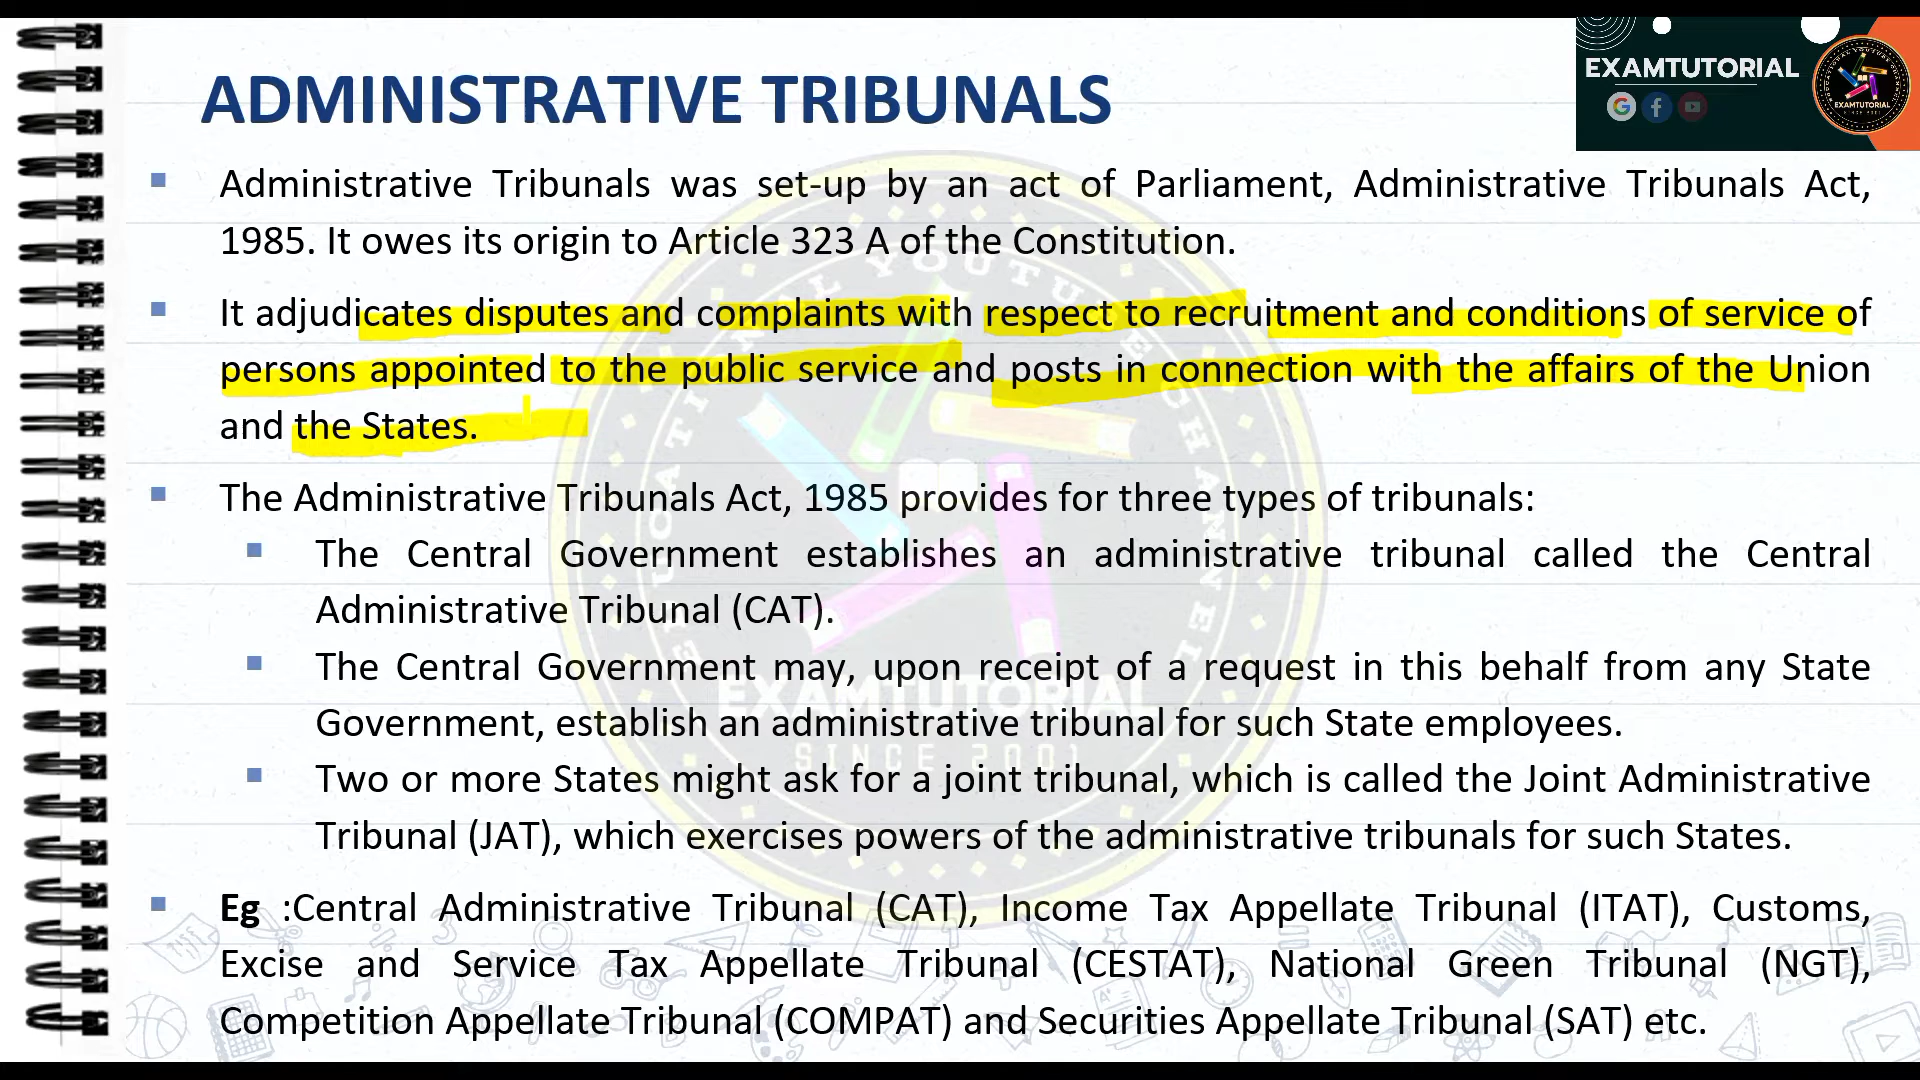 EXAMTUTORIAL
ADMINISTRATIVE TRIBUNALS
Administrative Tribunals was set-up by an act of Parliament, Administrative Tribunals Act,
1985. It owes its origin to Article 323 A of the Constitution.
It adjudicates disputes and complaints with respect to recruitment and conditions of service of
persons appointed to the public service and posts in connection with the affairs of the Union
and the States.
The Administrative Tribunals Act, 1985 provides for three types of tribunals:
The Central Government establishes an administrative tribunal called the Central
Administrative Tribunal (CAT).
The Central Government may, upon receipt of a request in this behalf from any State
Government, establish an administrative tribunal for such State employees.
Two or more States might ask for a joint tribunal, which is called the Joint Administrative
Tribunal (JAT), which exercises powers of the administrative tribunals for such States.
Eg :Central Administrative Tribunal (CAT), Income Tax Appellate Tribunal (ITAT), Customs,
Excise and Service Tax Appellate Tribunal (CESTAT), National Green Tribunal (NGT),
Competition Appellate Tribunal (COMPAT) and Securities Appellate Tribunal (SAT) etc.
EXAMTUTORIAL
SINCE 2001
EXAMTUTORIAL